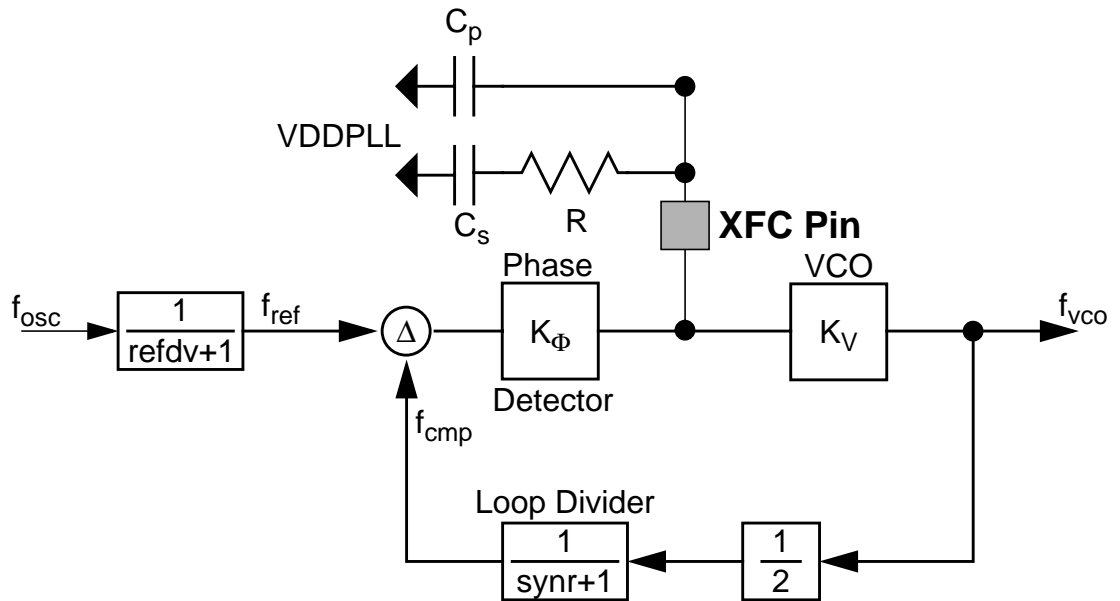 Cp
VDDPLL
Cs
R
XFC Pin
Phase
VCO
fosc
1
refdv+1
fref
Δ
KΦ
KV
fvco
Detector
fcmp
Loop Divider
1
synr+1
1
2